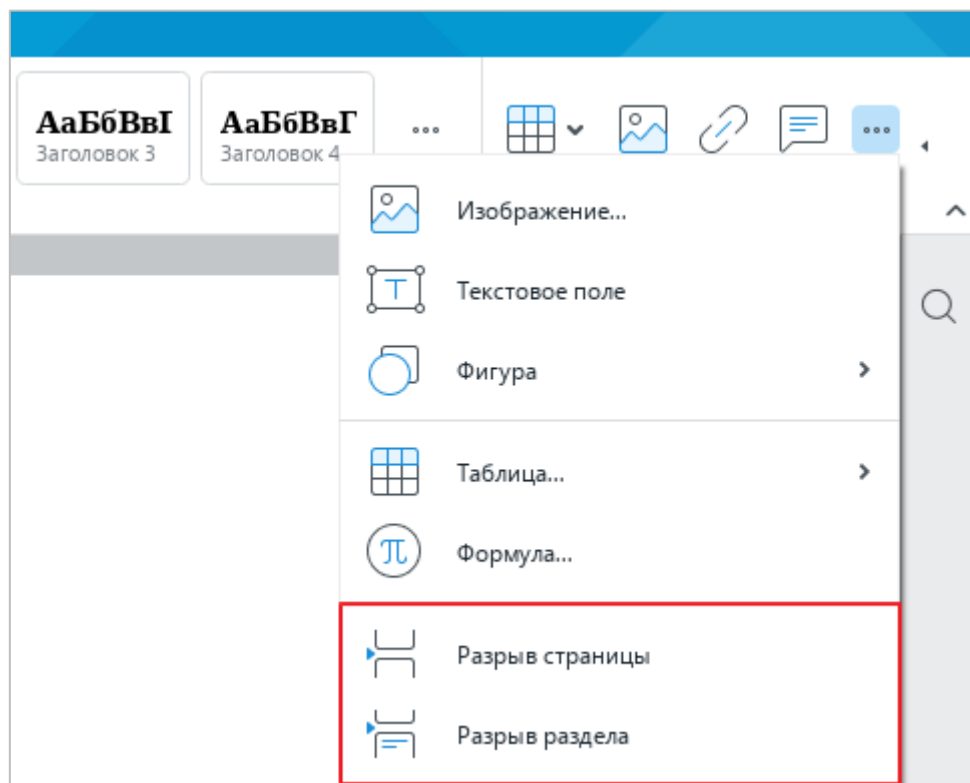 АаБбВвГ
АаБбВвГ
Заголовок 3
Заголовок 4
Изображение...
Текстовое поле
Фигура
Таблица...
Формула...
Разрыв страницы
Разрыв раздела